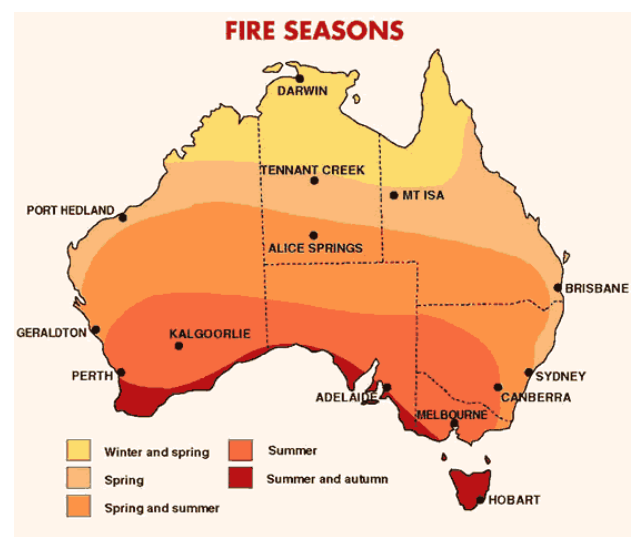 FIRE SEASONS
DARWIN
TENNANT CREEK
MT ISA
PORT HEDLAND
ALICE SPRINGS
BRISBANE
GERALDTON
KALGOORLIE
PERTH
SYDNEY
ADELAIDE
CANBERRA
MELBOURNE
Winter and spring
Summer
Spring
Summer and autumn
HOBART
Spring and summer